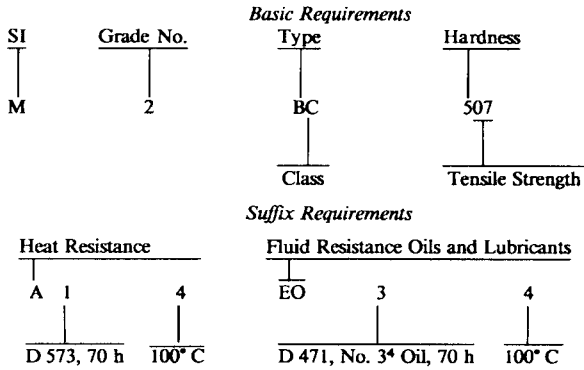 Basic Requirements
SI Grade No. Type Hardness
M 2 BC 507
Class Tensile Strength
Suffix Requirements
Heat Resistance Fluid Resistance Oils and Lubricants
A 1 4 EO 3 4
D 573, 70 h 100° C D 471, No. 3⁴ Oil, 70 h 100° C